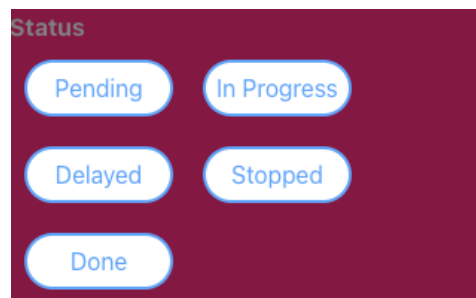 Status
Pending In Progress
Delayed Stopped
Done